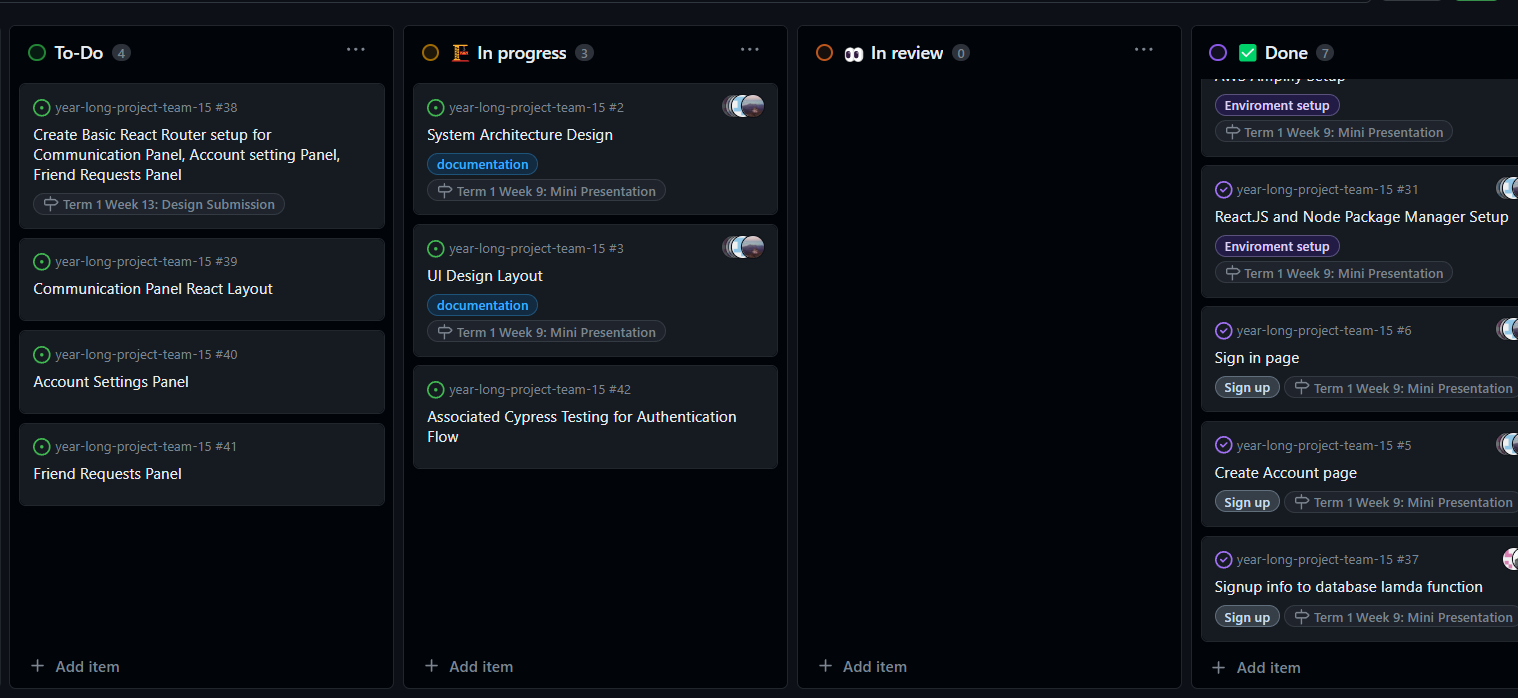 To-Do 4
year-long-project-team-15 #38
Create Basic React Router setup for
Communication Panel, Account setting Panel,
Friend Requests Panel
Term 1 Week 13: Design Submission
year-long-project-team-15 #39
Communication Panel React Layout
year-long-project-team-15 #40
Account Settings Panel
year-long-project-team-15 #41
Friend Requests Panel
Add item
In progress 3
year-long-project-team-15 #2
System Architecture Design
documentation
Term 1 Week 9: Mini Presentation
year-long-project-team-15 #3
UI Design Layout
documentation
Term 1 Week 9: Mini Presentation
year-long-project-team-15 #42
Associated Cypress Testing for Authentication
Flow
Add item
In review 0
Add item
Done 7
AWS Amplify Setup
Enviroment setup
Term 1 Week 9: Mini Presentation
year-long-project-team-15 #31
ReactJS and Node Package Manager Setup
Enviroment setup
Term 1 Week 9: Mini Presentation
year-long-project-team-15 #6
Sign in page
Sign up Term 1 Week 9: Mini Presentation
year-long-project-team-15 #5
Create Account page
Sign up Term 1 Week 9: Mini Presentation
year-long-project-team-15 #37
Signup info to database lamda function
Sign up Term 1 Week 9: Mini Presentation
Add item